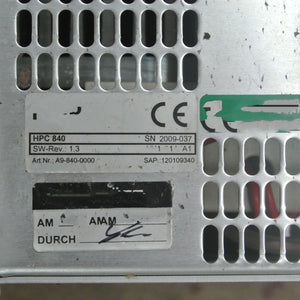 CE
HPC 840 SN 2009-037
SW-Rev.: 1.3 A1
Art.Nr.: A9-840-0000 SAP: 120109340
AM
DURCH